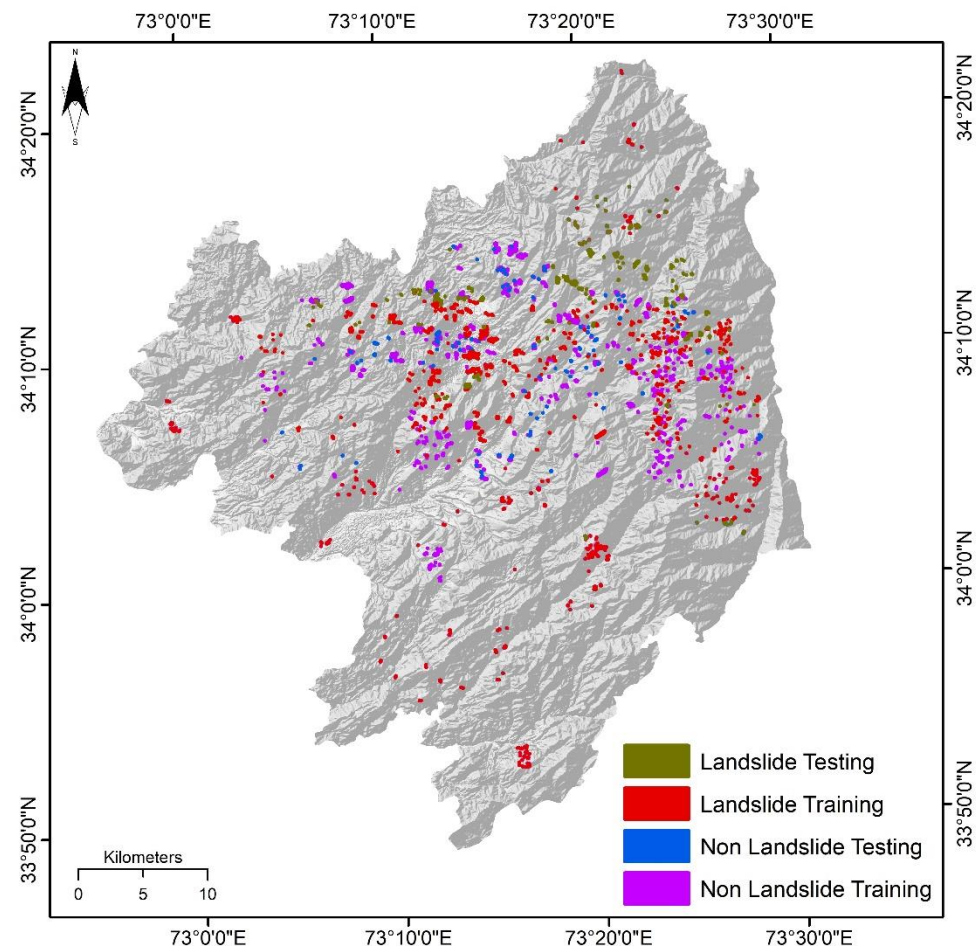 73°0'0"E 73°10'0"E 73°20'0"E 73°30'0"E
N
S
34°20'0"N
34°20'0"N
34°10'0"N
34°10'0"N
34°0'0"N
34°0'0"N
33°50'0"N
33°50'0"N
Landslide Testing
Landslide Training
Non Landslide Testing
Non Landslide Training
Kilometers
0 5 10
73°0'0"E 73°10'0"E 73°20'0"E 73°30'0"E